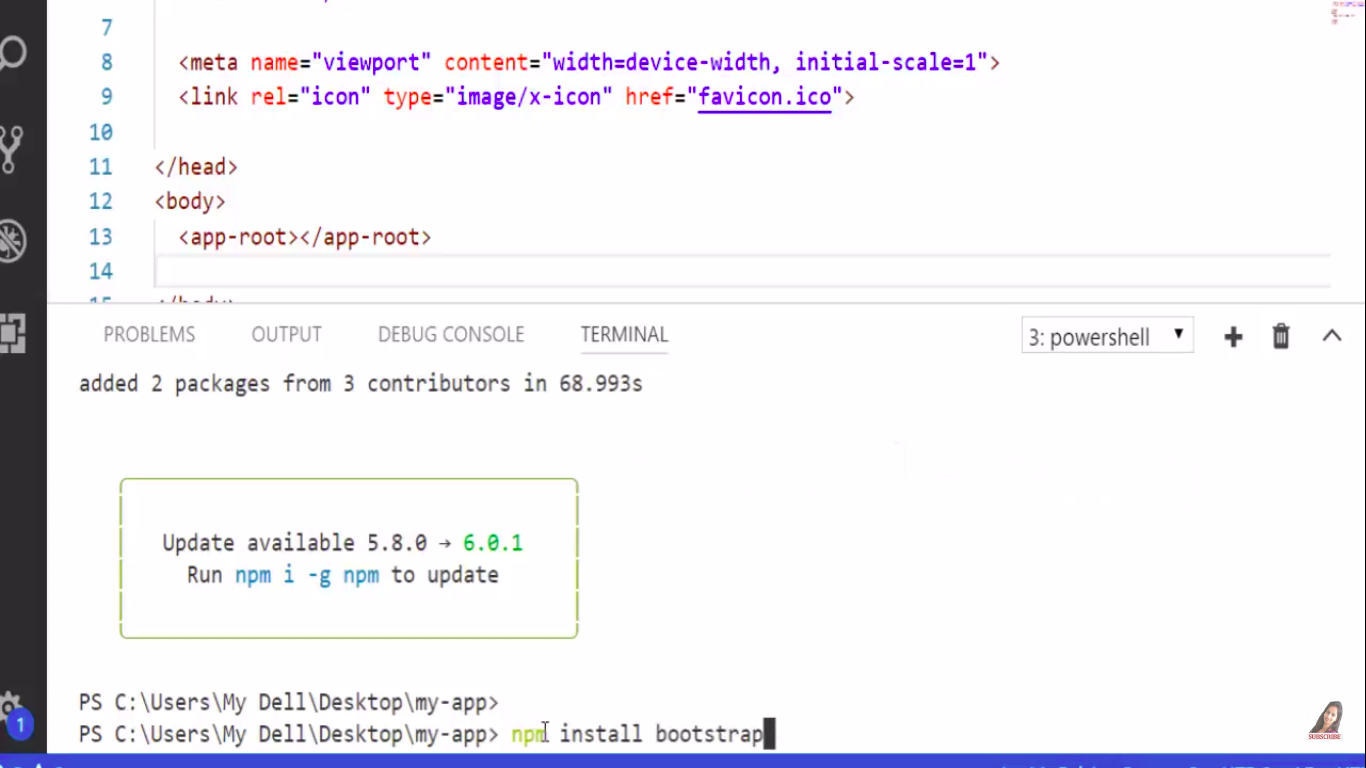 7
8 <meta name="viewport" content="width=device-width, initial-scale=1">
9 <link rel="icon" type="image/x-icon" href="favicon.ico">
10
11 </head>
12 <body>
13 <app-root></app-root>
14
PROBLEMS OUTPUT DEBUG CONSOLE TERMINAL 3: powershell
added 2 packages from 3 contributors in 68.993s
Update available 5.8.0 → 6.0.1
Run npm i -g npm to update
PS C:\Users\My Dell\Desktop\my-app>
PS C:\Users\My Dell\Desktop\my-app> npm install bootstrap
1
SUBSCRIBE